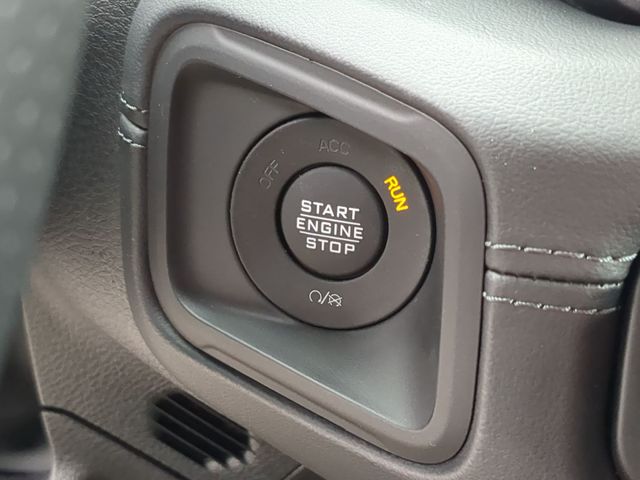 OFF
ACC
RUN
START
ENGINE
STOP